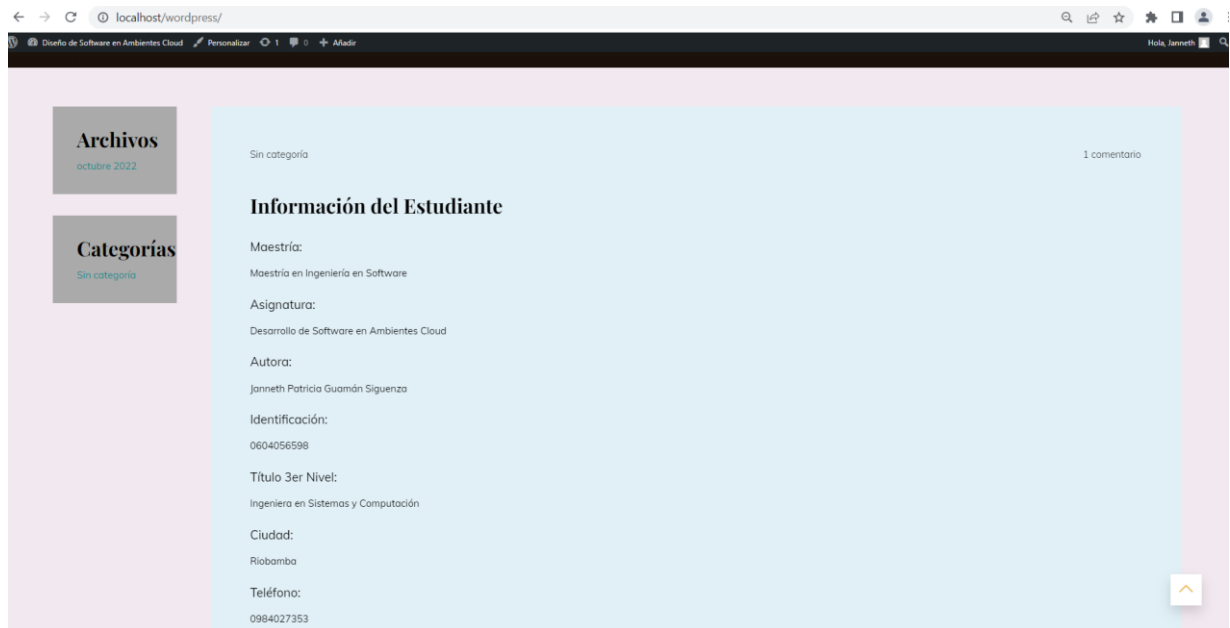 localhost/wordpress/
Diseño de Software en Ambientes Cloud Personalizar 1 0 Añadir Hola, Janneth
Archivos
octubre 2022
Categorías
Sin categoría
Sin categoría 1 comentario
Información del Estudiante
Maestría:
Maestría en Ingeniería en Software
Asignatura:
Desarrollo de Software en Ambientes Cloud
Autora:
Janneth Patricia Guamán Siguenza
Identificación:
0604056598
Título 3er Nivel:
Ingeniera en Sistemas y Computación
Ciudad:
Riobamba
Teléfono:
0984027353